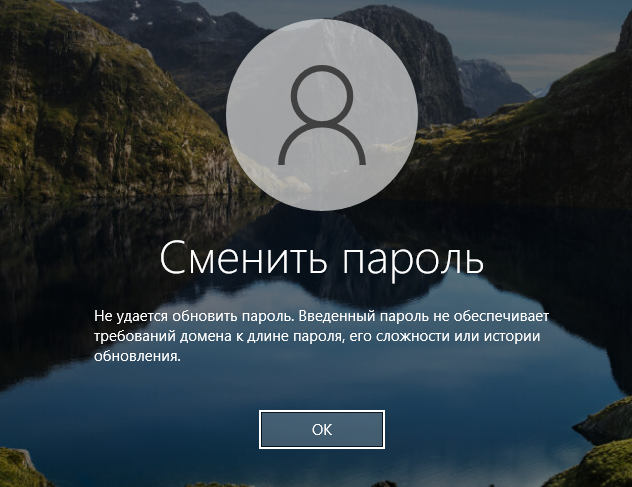 Сменить пароль
Не удается обновить пароль. Введенный пароль не обеспечивает
требований домена к длине пароля, его сложности или истории
обновления.
ОК